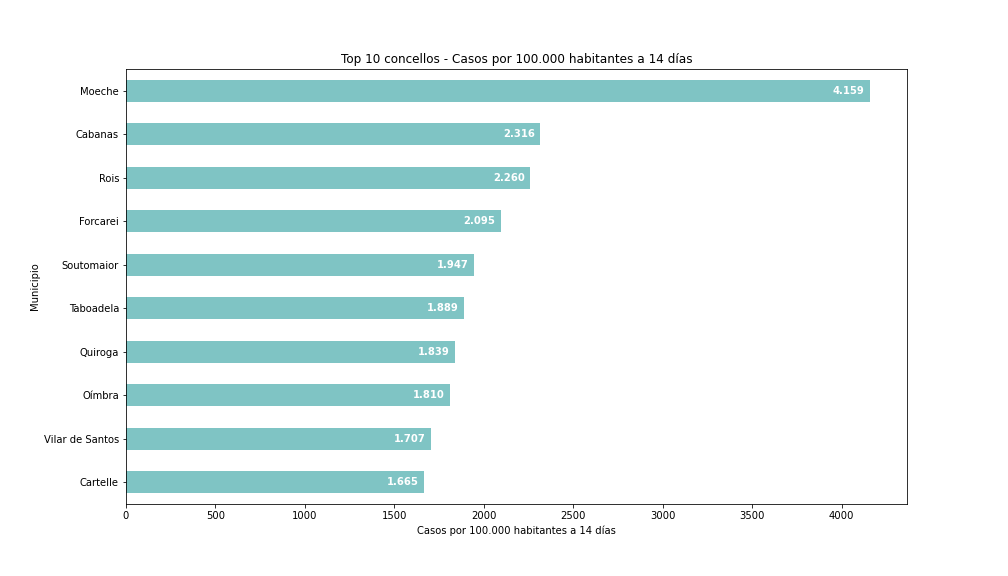 Top 10 concellos - Casos por 100.000 habitantes a 14 días
Municipio
Moeche 4.159
Cabanas 2.316
Rois 2.260
Forcarei 2.095
Soutomaior 1.947
Taboadela 1.889
Quiroga 1.839
Oímbra 1.810
Vilar de Santos 1.707
Cartelle 1.665
0 500 1000 1500 2000 2500 3000 3500 4000
Casos por 100.000 habitantes a 14 días